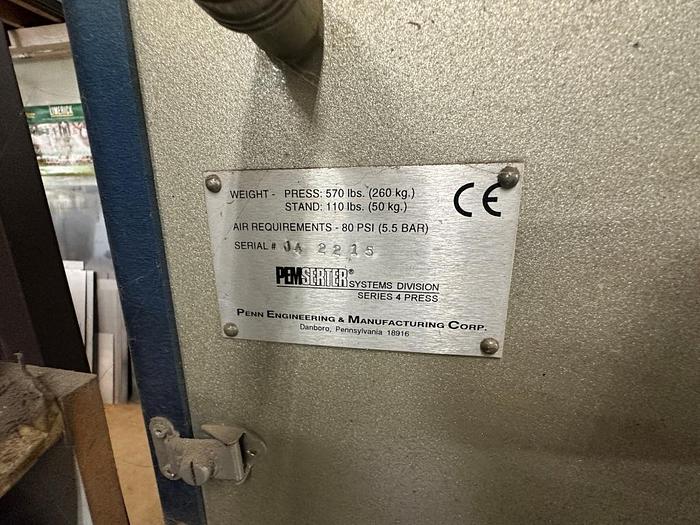 LIMERICK
WEIGHT - PRESS: 570 lbs. (260 kg.)
STAND: 110 lbs. (50 kg.)
CE
AIR REQUIREMENTS - 80 PSI (5.5 BAR)
SERIAL # JA 2215
PEMSERTER® SYSTEMS DIVISION
SERIES 4 PRESS
PENN ENGINEERING & MANUFACTURING CORP.
Danboro, Pennsylvania 18916